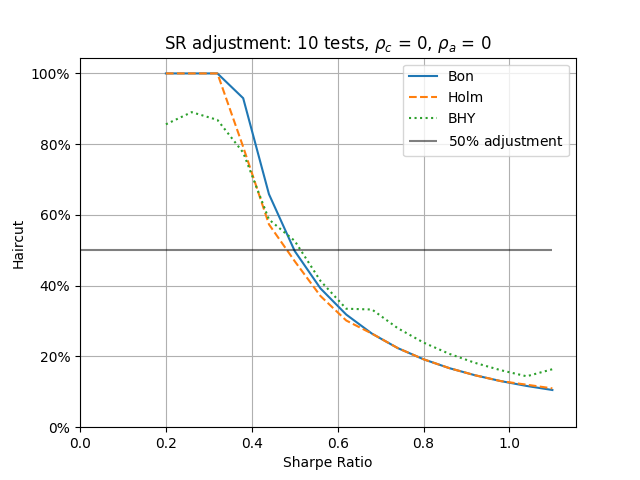 SR adjustment: 10 tests, ρc = 0, ρa = 0
100%
80%
60%
40%
20%
0%
Haircut
Bon
Holm
BHY
50% adjustment
0.0 0.2 0.4 0.6 0.8 1.0
Sharpe Ratio